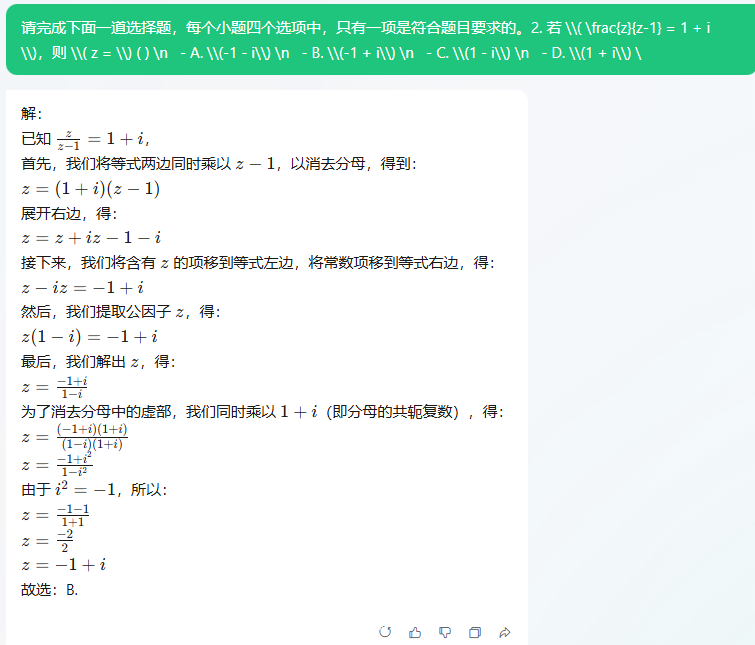 请完成下面一道选择题，每个小题四个选项中，只有一项是符合题目要求的。2. 若 \\( \frac{z}{z-1} = 1 + i
\\)，则 \\( z = \\) ( ) \n   - A. \\(-1 - i\\) \n   - B. \\(-1 + i\\) \n   - C. \\(1 - i\\) \n   - D. \\(1 + i\\) \
解：
已知 $\frac{z}{z-1} = 1 + i$,
首先，我们将等式两边同时乘以 $z - 1$，以消去分母，得到：
$z = (1 + i)(z - 1)$
展开右边，得：
$z = z + iz - 1 - i$
接下来，我们将含有 $z$ 的项移到等式左边，将常数项移到等式右边，得：
$z - iz = -1 + i$
然后，我们提取公因子 $z$，得：
$z(1 - i) = -1 + i$
最后，我们解出 $z$，得：
$z = \frac{-1+i}{1-i}$
为了消去分母中的虚部，我们同时乘以 $1 + i$（即分母的共轭复数），得：
$z = \frac{(-1+i)(1+i)}{(1-i)(1+i)}$
$z = \frac{-1+i^2}{1-i^2}$
由于 $i^2 = -1$，所以：
$z = \frac{-1-1}{1+1}$
$z = \frac{-2}{2}$
$z = -1 + i$
故选：B.